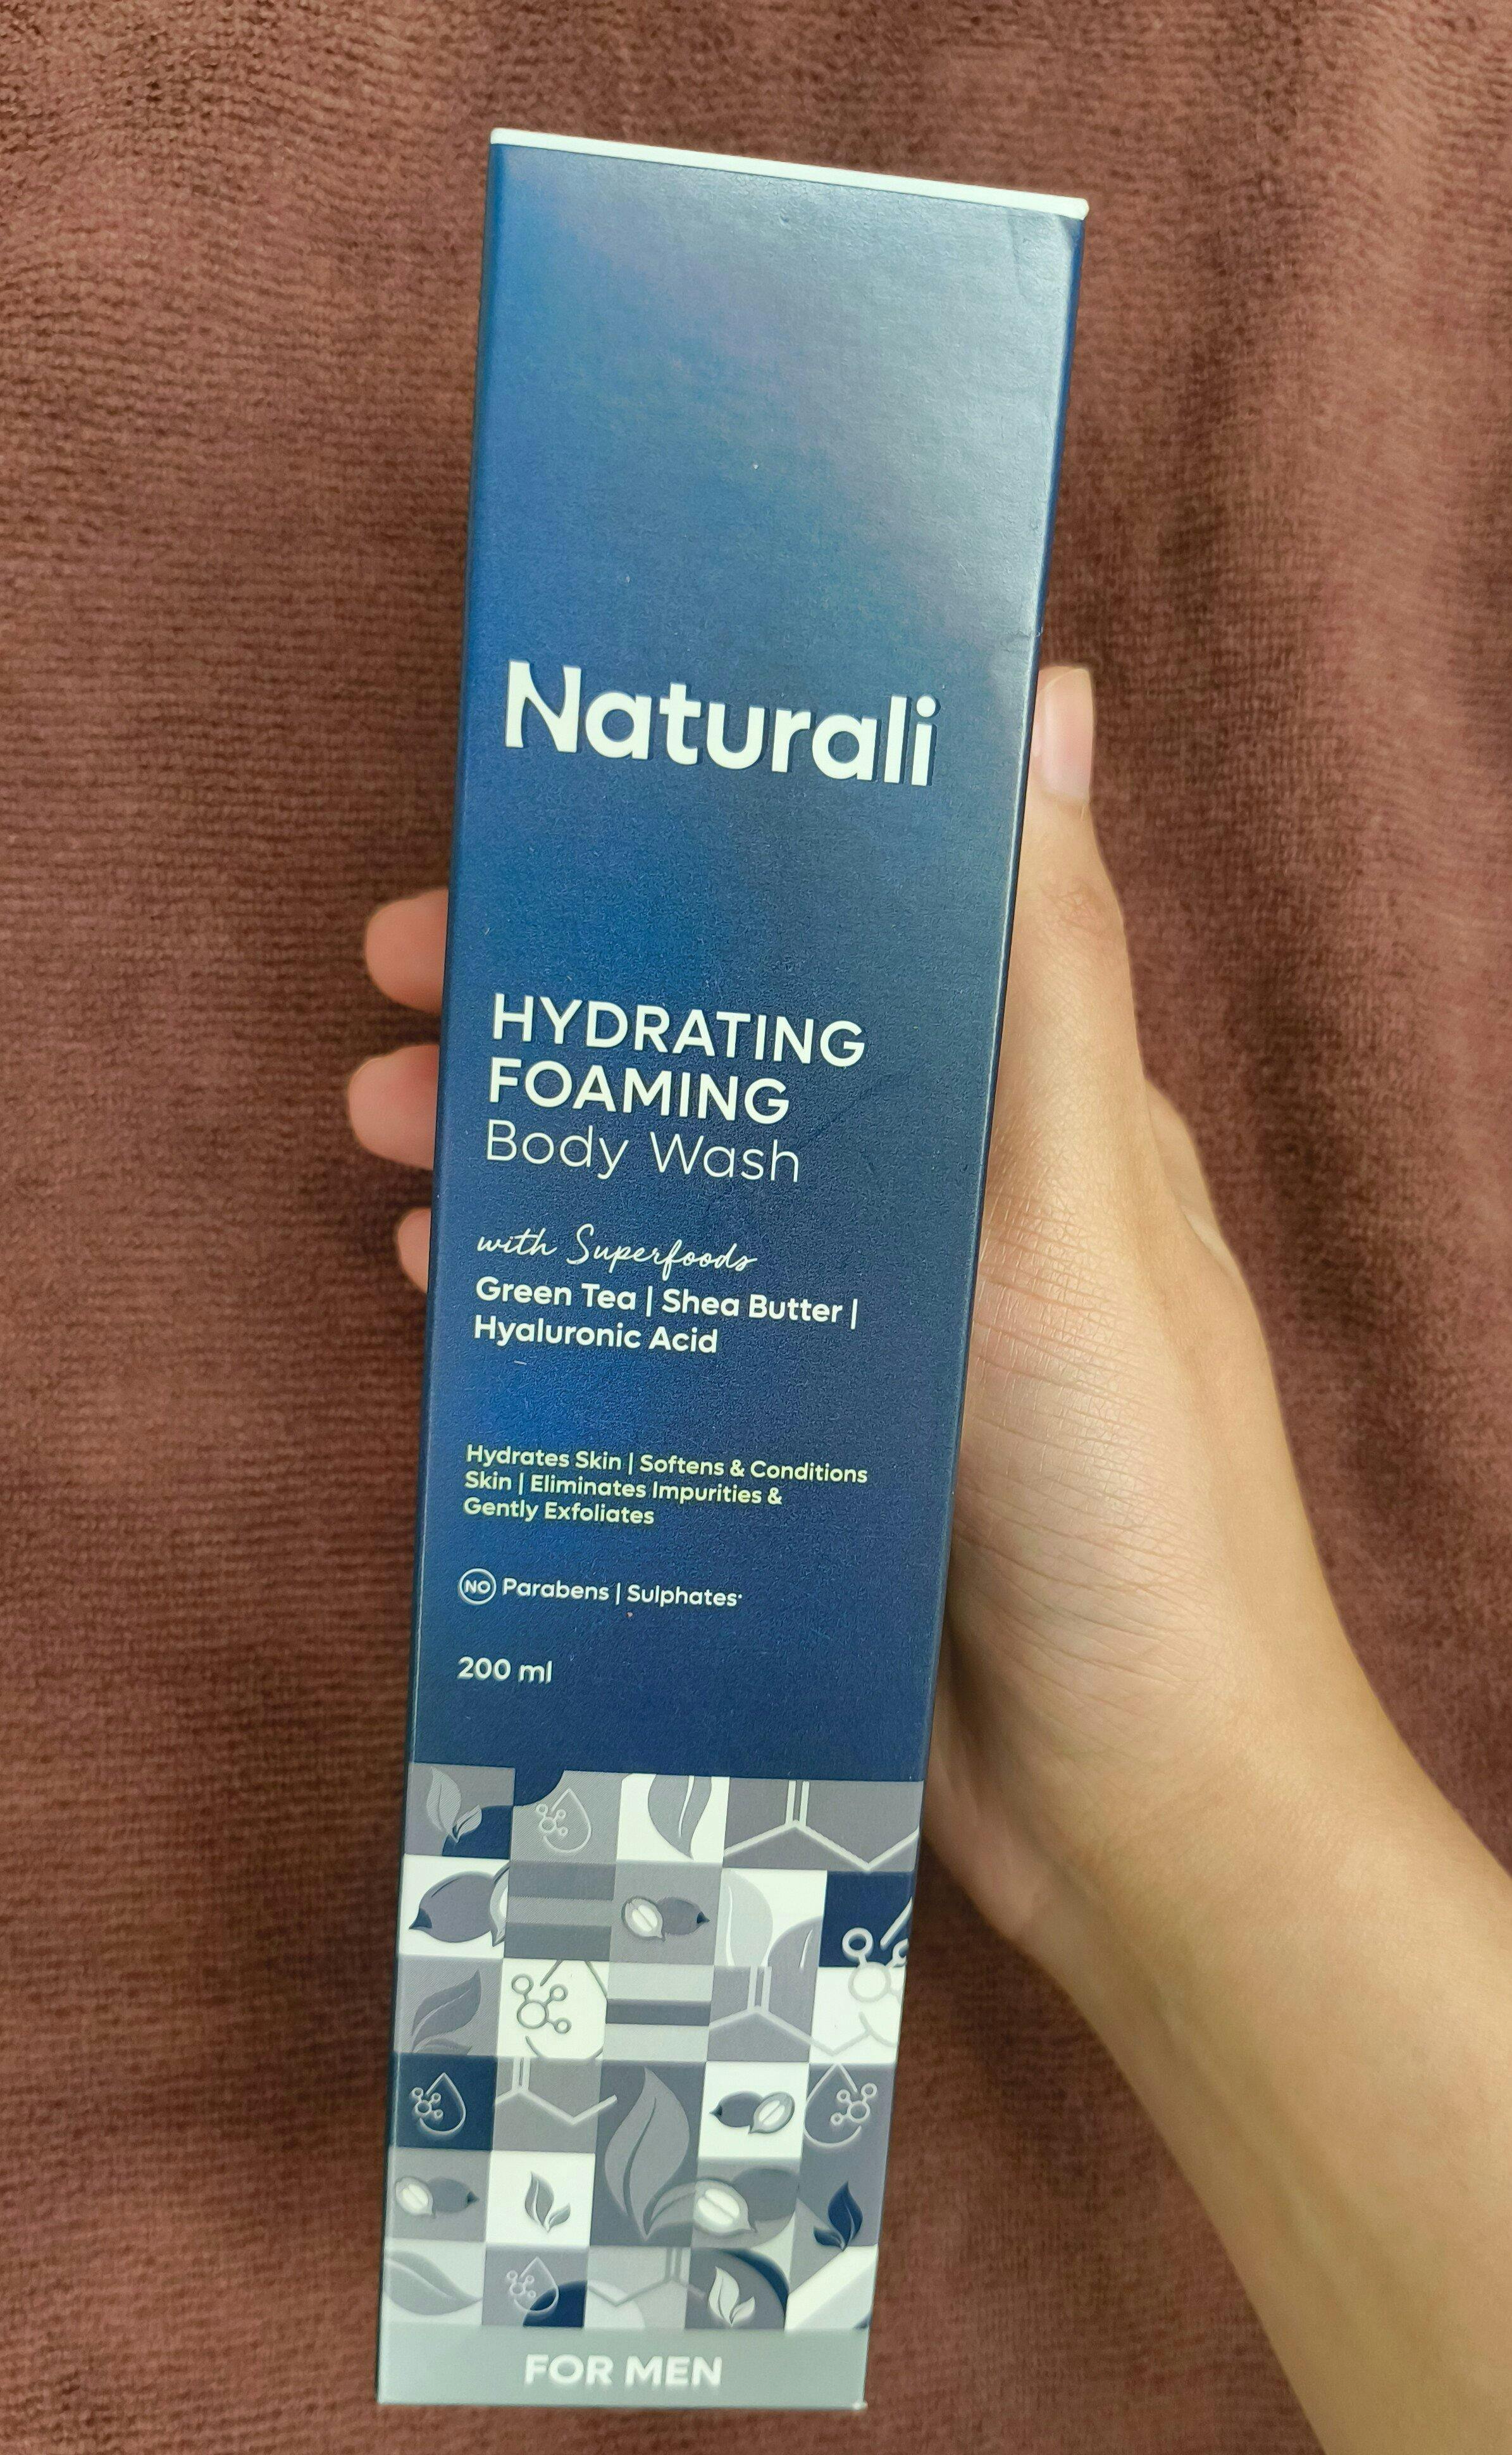 Naturali
HYDRATING
FOAMING
Body Wash
with Superfoods
Green Tea | Shea Butter |
Hyaluronic Acid
Hydrates Skin | Softens & Conditions
Skin | Eliminates Impurities &
Gently Exfoliates
NO Parabens | Sulphates*
200 ml
FOR MEN